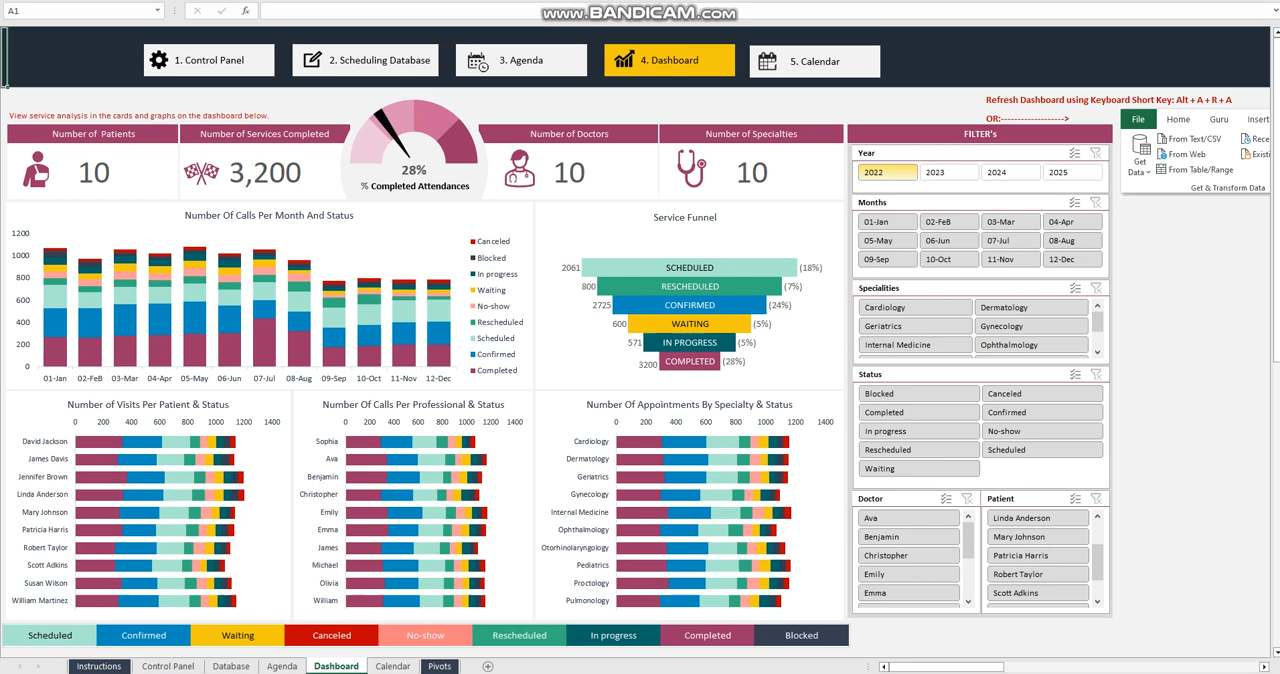 A1
fx
www.BANDICAM.com
1. Control Panel
2. Scheduling Database
3. Agenda
4. Dashboard
5. Calendar
Refresh Dashboard using Keyboard Short Key: Alt + A + R + A
OR:------------------->
View service analysis in the cards and graphs on the dashboard below.
Number of Patients
10
Number of Services Completed
3,200
28%
% Completed Attendances
Number of Doctors
10
Number of Specialties
10
FILTER's
Year
2022 2023 2024 2025
Months
01-Jan 02-FeB 03-Mar 04-Apr
05-May 06-Jun 07-Jul 08-Aug
09-Sep 10-Oct 11-Nov 12-Dec
Specialities
Cardiology Dermatology
Geriatrics Gynecology
Internal Medicine Ophthalmology
Status
Blocked Canceled
Completed Confirmed
In progress No-show
Rescheduled Scheduled
Waiting
Doctor
Ava
Benjamin
Christopher
Emily
Emma
Patient
Linda Anderson
Mary Johnson
Patricia Harris
Robert Taylor
Scott Adkins
File Home Guru Insert
Get
Data
From Text/CSV
From Web
From Table/Range
Rece
Existi
Get & Transform Data
Number Of Calls Per Month And Status
1200
1000
800
600
400
200
0
01-Jan 02-FeB 03-Mar 04-Apr 05-May 06-Jun 07-Jul 08-Aug 09-Sep 10-Oct 11-Nov 12-Dec
Canceled
Blocked
In progress
Waiting
No-show
Rescheduled
Scheduled
Confirmed
Completed
Service Funnel
2061 SCHEDULED (18%)
800 RESCHEDULED (7%)
2725 CONFIRMED (24%)
600 WAITING (5%)
571 IN PROGRESS (5%)
3200 COMPLETED (28%)
Number of Visits Per Patient & Status
0 200 400 600 800 1000 1200 1400
David Jackson
James Davis
Jennifer Brown
Linda Anderson
Mary Johnson
Patricia Harris
Robert Taylor
Scott Adkins
Susan Wilson
William Martinez
Number Of Calls Per Professional & Status
0 200 400 600 800 1000 1200 1400
Sophia
Ava
Benjamin
Christopher
Emily
Emma
James
Michael
Olivia
William
Number Of Appointments By Specialty & Status
0 200 400 600 800 1000 1200 1400
Cardiology
Dermatology
Geriatrics
Gynecology
Internal Medicine
Ophthalmology
Otorhinolaryngology
Pediatrics
Proctology
Pulmonology
Scheduled Confirmed Waiting Canceled No-show Rescheduled In progress Completed Blocked
Instructions Control Panel Database Agenda Dashboard Calendar Pivots